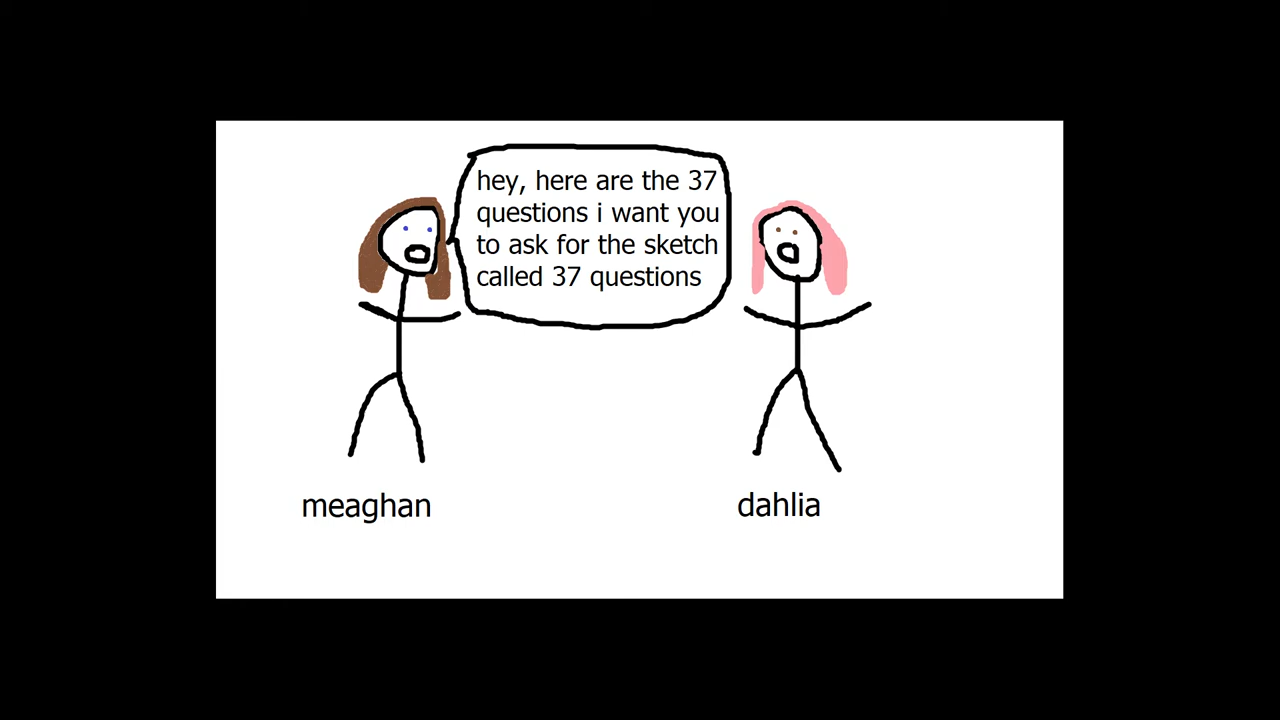 hey, here are the 37
questions i want you
to ask for the sketch
called 37 questions
meaghan
dahlia